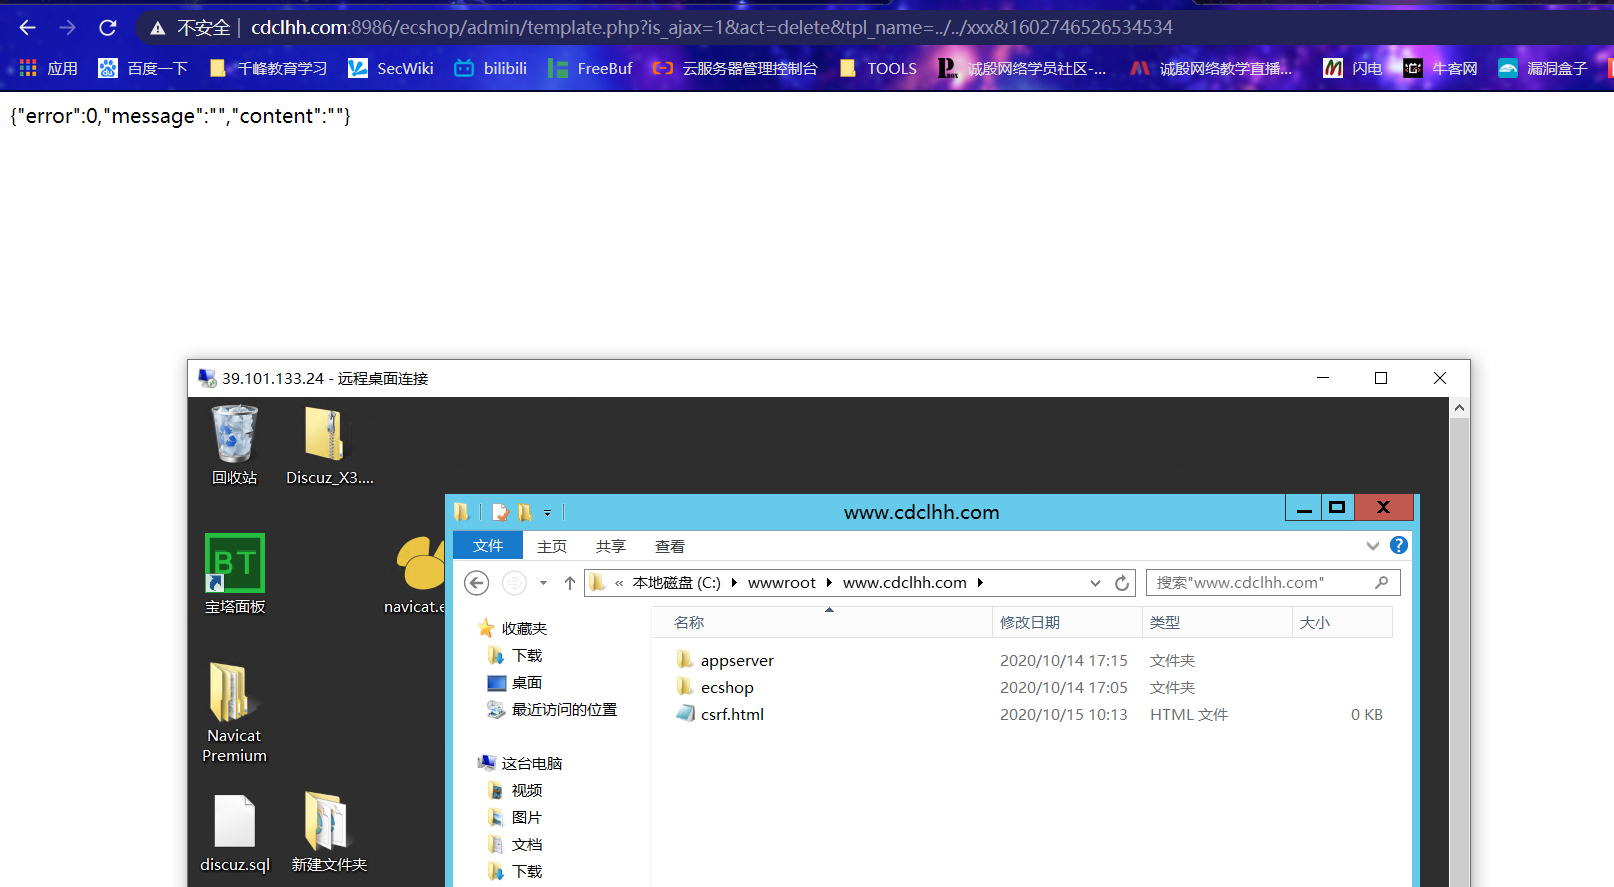 不安全 | cdclhh.com:8986/ecshop/admin/template.php?is_ajax=1&act=delete&tpl_name=../../xxx&1602746526534534
应用 百度一下 千峰教育学习 SecWiki bilibili FreeBuf 云服务器管理控制台 TOOLS 诚殷网络学员社区-... 诚殷网络教学直播... 闪电 牛客网 漏洞盒子
{"error":0,"message":"","content":""}
39.101.133.24 - 远程桌面连接
回收站 Discuz_X3....
www.cdclhh.com
文件 主页 共享 查看
« 本地磁盘 (C:) wwwroot www.cdclhh.com 搜索"www.cdclhh.com"
BT
宝塔面板 navicat.e
名称 修改日期 类型 大小
收藏夹
下载
桌面
最近访问的位置
appserver 2020/10/14 17:15 文件夹
ecshop 2020/10/14 17:05 文件夹
csrf.html 2020/10/15 10:13 HTML 文件 0 KB
Navicat
Premium
这台电脑
视频
图片
文档
下载
discuz.sql 新建文件夹